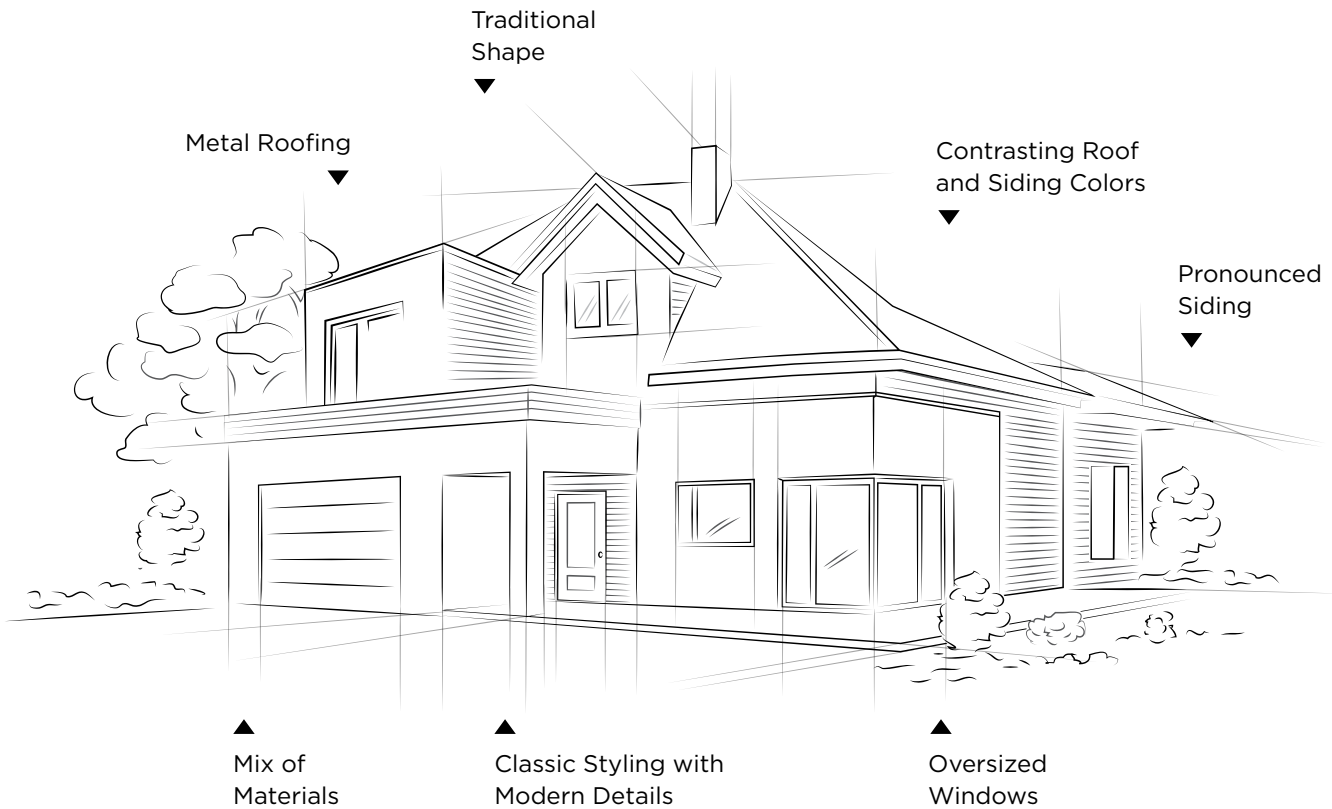 Traditional
Shape
Metal Roofing
Contrasting Roof
and Siding Colors
Pronounced
Siding
Mix of
Materials
Classic Styling with
Modern Details
Oversized
Windows